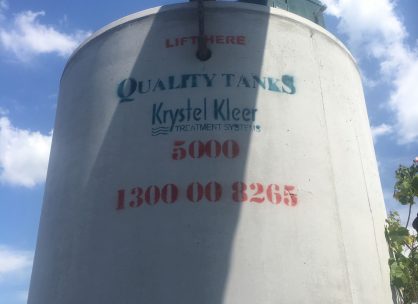 LIFT HERE
QUALITY TANKS
Krystel Kleer
TREATMENT SYSTEMS
5000
1300 00 8265